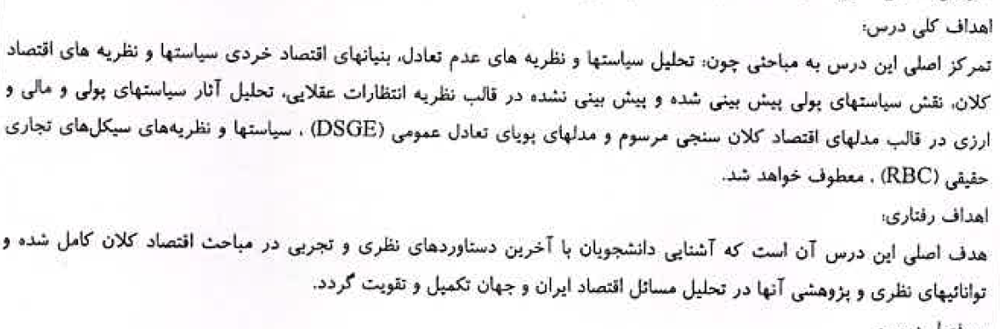 اهداف کلی درس:
تمرکز اصلی این درس به مباحثی چون: تحلیل سیاستها و نظریه های عدم تعادل، بنیانهای اقتصاد خردی سیاستها و نظریه های اقتصاد
کلان، نقش سیاستهای پولی پیش بینی شده و پیش بینی نشده در قالب نظریه انتظارات عقلایی، تحلیل آثار سیاستهای پولی و مالی و
ارزی در قالب مدلهای اقتصاد کلان سنجی مرسوم و مدلهای پویای تعادل عمومی (DSGE) ، سیاستها و نظریه‌های سیکل‌های تجاری
حقیقی (RBC) ، معطوف خواهد شد.
اهداف رفتاری:
هدف اصلی این درس آن است که آشنایی دانشجویان با آخرین دستاوردهای نظری و تجربی در مباحث اقتصاد کلان کامل شده و
توانائیهای نظری و پژوهشی آنها در تحلیل مسائل اقتصاد ایران و جهان تکمیل و تقویت گردد.